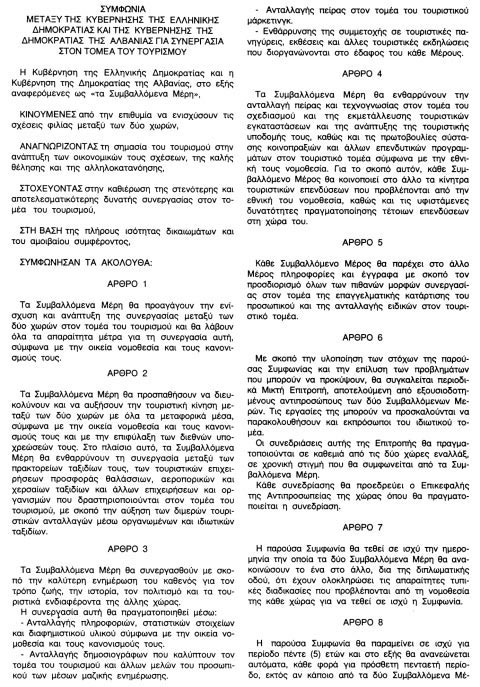 ΣΥΜΦΩΝΙΑ
ΜΕΤΑΞΥ ΤΗΣ ΚΥΒΕΡΝΗΣΗΣ ΤΗΣ ΕΛΛΗΝΙΚΗΣ
ΔΗΜΟΚΡΑΤΙΑΣ ΚΑΙ ΤΗΣ ΚΥΒΕΡΝΗΣΗΣ ΤΗΣ
ΔΗΜΟΚΡΑΤΙΑΣ ΤΗΣ ΑΛΒΑΝΙΑΣ ΓΙΑ ΣΥΝΕΡΓΑΣΙΑ
ΣΤΟΝ ΤΟΜΕΑ ΤΟΥ ΤΟΥΡΙΣΜΟΥ
Η Κυβέρνηση της Ελληνικής Δημοκρατίας και η
Κυβέρνηση της Δημοκρατίας της Αλβανίας, στο εξής
αναφερόμενες ως «τα Συμβαλλόμενα Μέρη»,
ΚΙΝΟΥΜΕΝΕΣ από την επιθυμία να ενισχύσουν τις
σχέσεις φιλίας μεταξύ των δύο χωρών,
ΑΝΑΓΝΩΡΙΖΟΝΤΑΣ τη σημασία του τουρισμού στην
ανάπτυξη των οικονομικών τους σχέσεων, της καλής
θέλησης και της αλληλοκατανόησης,
ΣΤΟΧΕΥΟΝΤΑΣ στην καθιέρωση της στενότερης και
αποτελεσματικότερης δυνατής συνεργασίας στον το-
μέα του τουρισμού,
ΣΤΗ ΒΑΣΗ της πλήρους ισότητας δικαιωμάτων και
του αμοιβαίου συμφέροντος,
ΣΥΜΦΩΝΗΣΑΝ ΤΑ ΑΚΟΛΟΥΘΑ:
ΑΡΘΡΟ 1
Τα Συμβαλλόμενα Μέρη θα προαγάγουν την ενί-
σχυση και ανάπτυξη της συνεργασίας μεταξύ των
δύο χωρών στον τομέα του τουρισμού και θα λάβουν
όλα τα απαραίτητα μέτρα για τη συνεργασία αυτή,
σύμφωνα με την οικεία νομοθεσία και τους κανονι-
σμούς τους.
ΑΡΘΡΟ 2
Τα Συμβαλλόμενα Μέρη θα προσπαθήσουν να διευ-
κολύνουν και να αυξήσουν την τουριστική κίνηση με-
ταξύ των δύο χωρών με όλα τα μεταφορικά μέσα,
σύμφωνα με την οικεία νομοθεσία και τους κανονι-
σμούς τους και με την επιφύλαξη των διεθνών υπο-
χρεώσεών τους. Στο πλαίσιο αυτό, τα Συμβαλλόμενα
Μέρη θα ενθαρρύνουν τη συνεργασία μεταξύ των
πρακτορείων ταξιδίων τους, των τουριστικών επιχει-
ρήσεων προσφοράς θαλάσσιων, αεροπορικών και
χερσαίων ταξιδίων και άλλων επιχειρήσεων και ορ-
γανισμών που δραστηριοποιούνται στον τομέα του
τουρισμού, με σκοπό την αύξηση των διμερών τουρι-
στικών ανταλλαγών μέσω οργανωμένων και ιδιωτικών
ταξιδίων.
ΑΡΘΡΟ 3
Τα Συμβαλλόμενα Μέρη θα συνεργασθούν με σκο-
πό την καλύτερη ενημέρωση του καθενός για τον
τρόπο ζωής, την ιστορία, τον πολιτισμό και τα του-
ριστικά ενδιαφέροντα της άλλης χώρας.
Η συνεργασία αυτή θα πραγματοποιηθεί μέσω:
- Ανταλλαγής πληροφοριών, στατιστικών στοιχείων
και διαφημιστικού υλικού σύμφωνα με την οικεία νο-
μοθεσία και τους κανονισμούς τους.
- Ανταλλαγής δημοσιογράφων που καλύπτουν τον
τομέα του τουρισμού και άλλων μελών του προσωπι-
κού των μέσων μαζικής ενημέρωσης.
- Ανταλλαγής πείρας στον τομέα του τουριστικού
μάρκετινγκ.
- Ενθάρρυνσης της συμμετοχής σε τουριστικές πα-
νηγύρεις, εκθέσεις και άλλες τουριστικές εκδηλώσεις
που διοργανώνονται στο έδαφος του κάθε Μέρους.
ΑΡΘΡΟ 4
Τα Συμβαλλόμενα Μέρη θα ενθαρρύνουν την
ανταλλαγή πείρας και τεχνογνωσίας στον τομέα του
σχεδιασμού και της εκμετάλλευσης τουριστικών
εγκαταστάσεων και της ανάπτυξης της τουριστικής
υποδομής τους, καθώς και τις πρωτοβουλίες σύστα-
σης κοινοπραξιών και άλλων επενδυτικών προγραμ-
μάτων στον τουριστικό τομέα σύμφωνα με την εθνι-
κή τους νομοθεσία. Για το σκοπό αυτόν, κάθε Συμ-
βαλλόμενο Μέρος θα κοινοποιεί στο άλλο τα κίνητρα
τουριστικών επενδύσεων που προβλέπονται από την
εθνική του νομοθεσία, καθώς και τις υφιστάμενες
δυνατότητες πραγματοποίησης τέτοιων επενδύσεων
στη χώρα του.
ΑΡΘΡΟ 5
Κάθε Συμβαλλόμενο Μέρος θα παρέχει στο άλλο
Μέρος πληροφορίες και έγγραφα με σκοπό τον
προσδιορισμό όλων των πιθανών μορφών συνεργασί-
ας στον τομέα της επαγγελματικής κατάρτισης του
προσωπικού και της ανταλλαγής ειδικών στον τουρι-
στικό τομέα.
ΑΡΘΡΟ 6
Με σκοπό την υλοποίηση των στόχων της παρού-
σας Συμφωνίας και την επίλυση των προβλημάτων
που μπορούν να προκύψουν, θα συγκαλείται περιοδι-
κά Μικτή Επιτροπή, αποτελούμενη από εξουσιοδοτη-
μένους αντιπροσώπους των δύο Συμβαλλομένων Με-
ρών. Τις εργασίες της μπορούν να προσκαλούνται να
παρακολουθήσουν και εκπρόσωποι του ιδιωτικού το-
μέα.
Οι συνεδριάσεις αυτής της Επιτροπής θα πραγμα-
τοποιούνται σε καθεμιά από τις δύο χώρες εναλλάξ,
σε χρονική στιγμή που θα συμφωνείται από τα Συμ-
βαλλόμενα Μέρη.
Κάθε συνεδρίασης θα προεδρεύει ο Επικεφαλής
της Αντιπροσωπείας της χώρας όπου θα πραγματο-
ποιείται η συνεδρίαση.
ΑΡΘΡΟ 7
Η παρούσα Συμφωνία θα τεθεί σε ισχύ την ημερο-
μηνία την οποία τα δύο Συμβαλλόμενα Μέρη θα ανα-
κοινώσουν το ένα στο άλλο, δια της διπλωματικής
οδού, ότι έχουν ολοκληρώσει τις απαραίτητες τυπι-
κές διαδικασίες που προβλέπονται από τη νομοθεσία
της κάθε χώρας για να τεθεί σε ισχύ η Συμφωνία.
ΑΡΘΡΟ 8
Η παρούσα Συμφωνία θα παραμείνει σε ισχύ για
περίοδο πέντε (5) ετών και στο εξής θα ανανεώνεται
αυτόματα, κάθε φορά για πρόσθετη πενταετή περίο-
δο, εκτός αν κάποιο από τα δύο Συμβαλλόμενα Μέ-